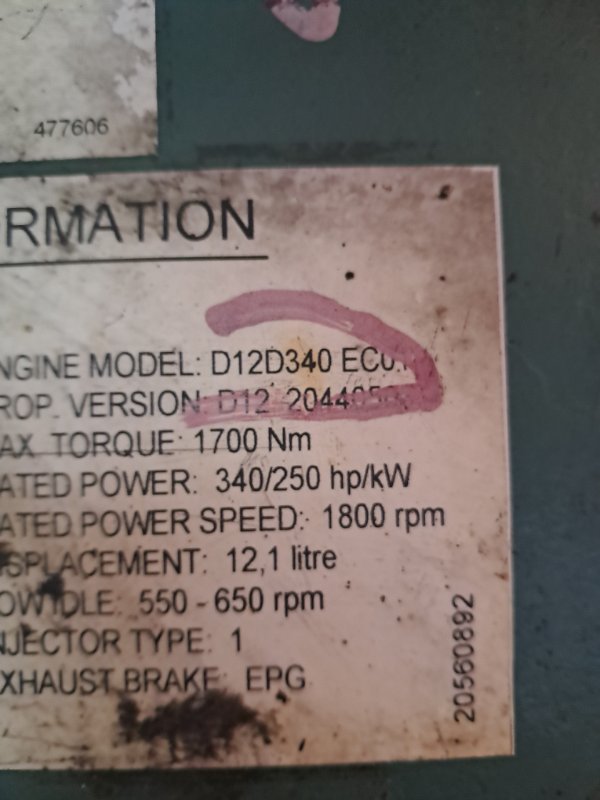 477606
RMATION
NGINE MODEL: D12D340
ROP. VERSION: D12
AX TORQUE: 1700 Nm
ATED POWER: 340/250 hp/kW
ATED POWER SPEED: 1800 rpm
ISPLACEMENT: 12,1 litre
OW IDLE: 550 - 650 rpm
NJECTOR TYPE: 1
XHAUST BRAKE: EPG
20560892